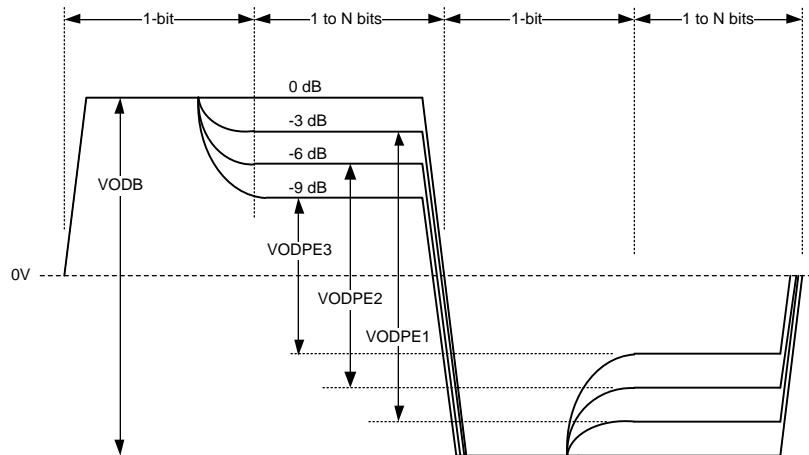 1-bit
1 to N bits
1-bit
1 to N bits
0 dB
-3 dB
-6 dB
VODB
-9 dB
VODPE3
0V
VODPE2
VODPE1